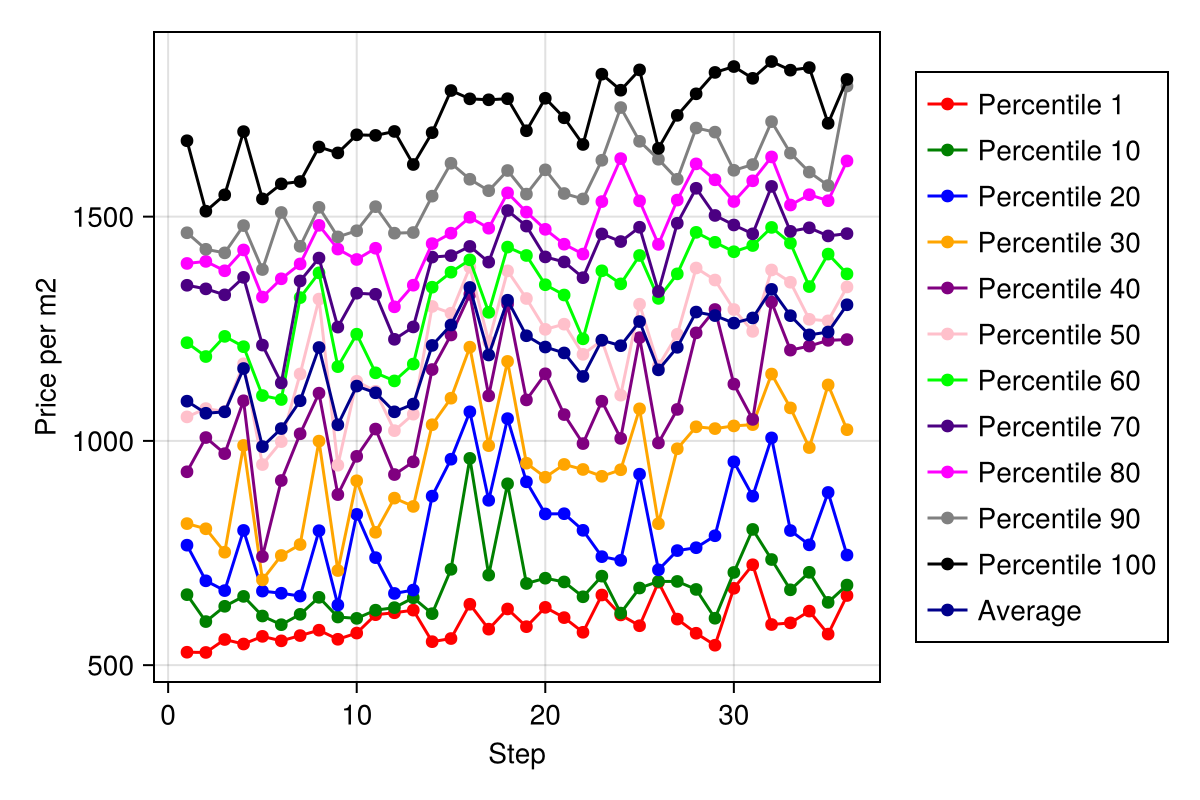 Price per m2
1500
1000
500
0 10 20 30
Step
Percentile 1
Percentile 10
Percentile 20
Percentile 30
Percentile 40
Percentile 50
Percentile 60
Percentile 70
Percentile 80
Percentile 90
Percentile 100
Average